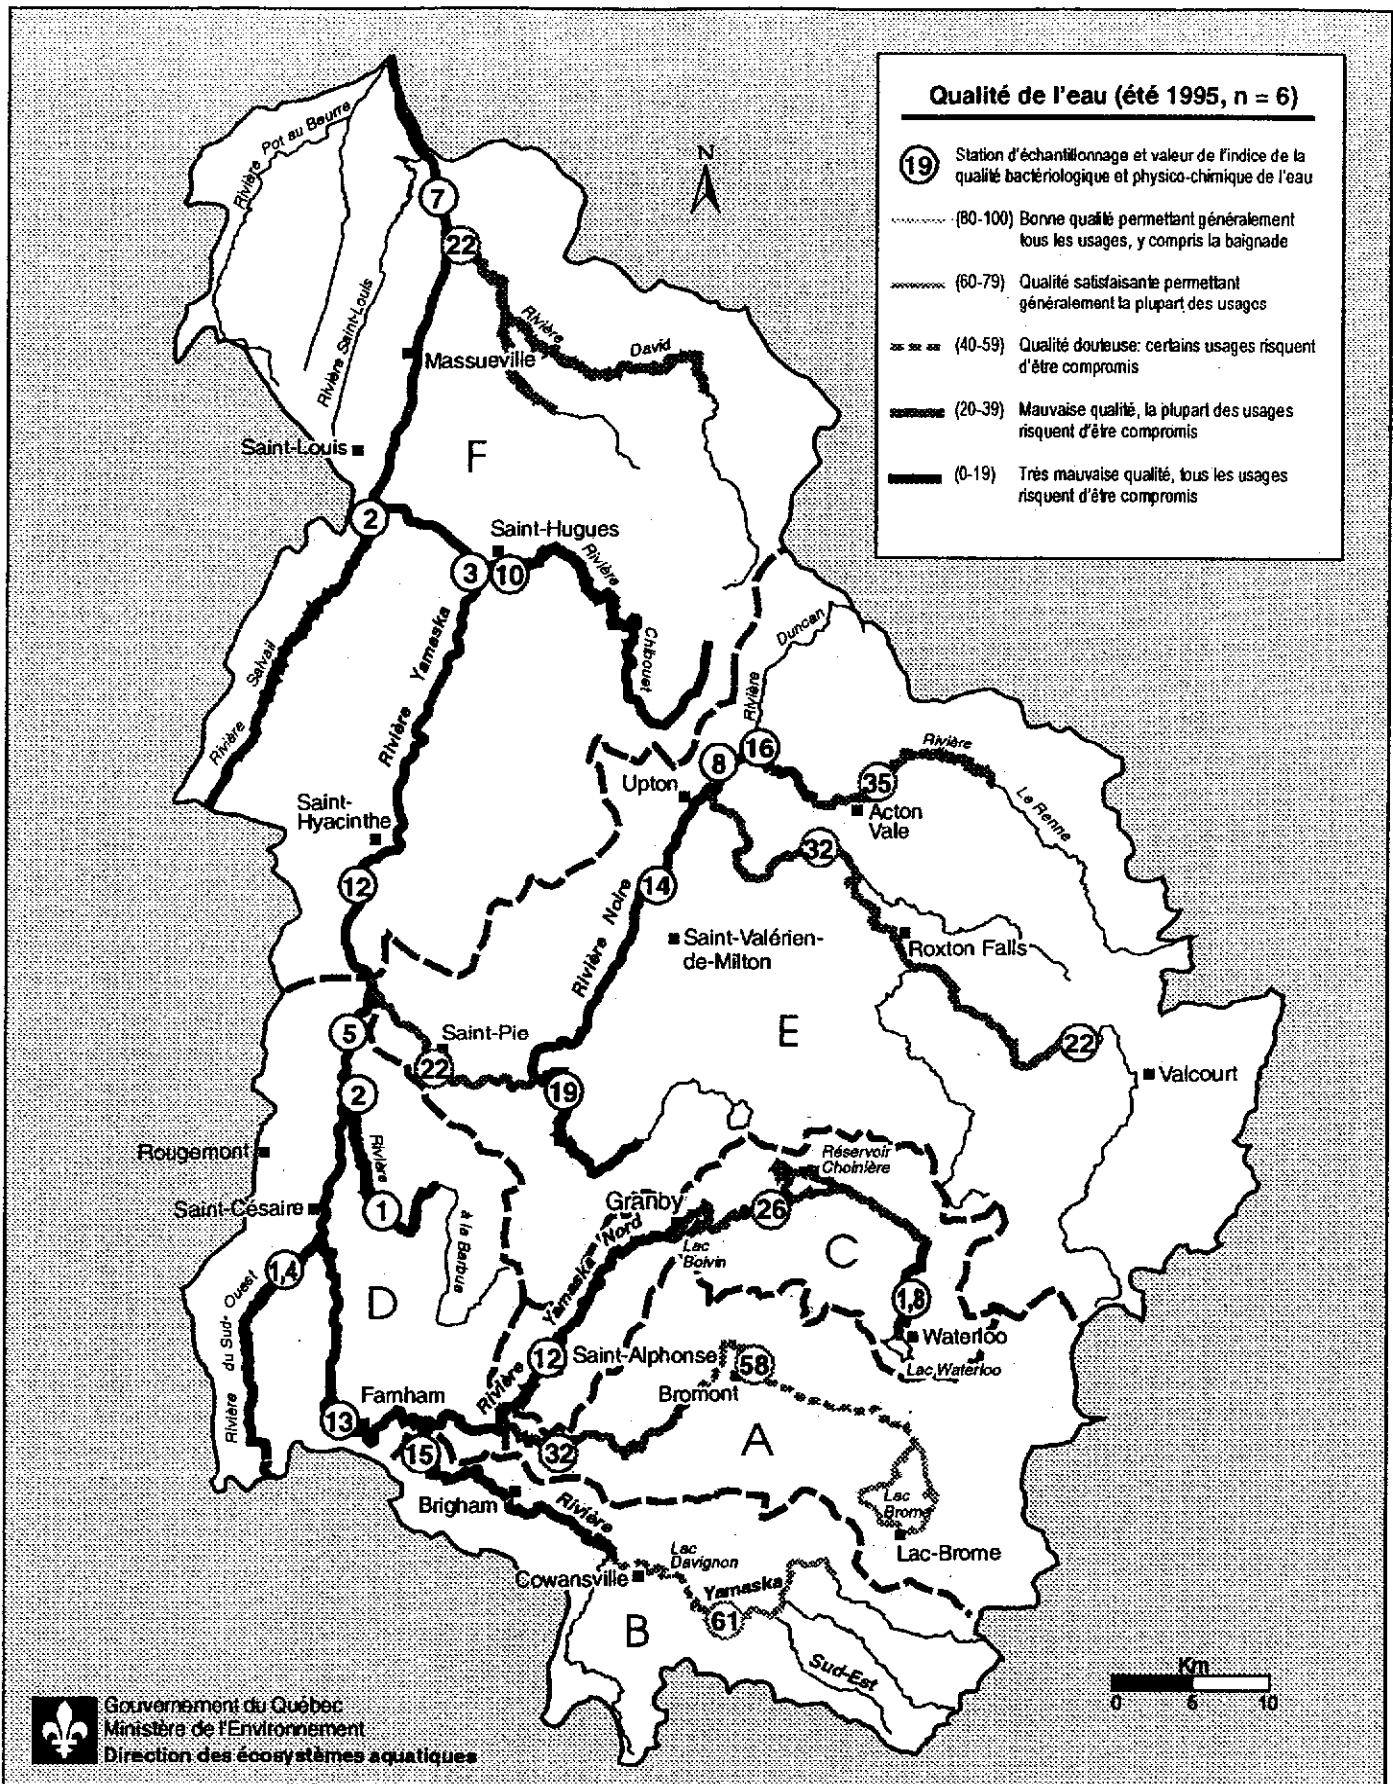 Qualité de l'eau (été 1995, n = 6)
19
Station d'échantillonnage et valeur de l'indice de la
qualité bactériologique et physico-chimique de l'eau
(80-100) Bonne qualité permettant généralement
tous les usages, y compris la baignade
(60-79) Qualité satisfaisante permettant
généralement la plupart des usages
(40-59) Qualité douteuse: certains usages risquent
d'être compromis
(20-39) Mauvaise qualité, la plupart des usages
risquent d'être compromis
(0-19) Très mauvaise qualité, tous les usages
risquent d'être compromis
N
Rivière Pot au Beurre
7
22
Rivière Saint-Louis
Rivière
David
Massueville
Saint-Louis
F
2
Saint-Hugues
3
10
Rivière
Chibouet
Rivière Salvail
Rivière Yamaska
Rivière Duncan
16
8
Upton
35
Rivière
Le Renne
Acton
Vale
Saint-
Hyacinthe
32
12
14
Rivière Noire
Saint-Valérien-
de-Milton
Roxton Falls
5
Saint-Pie
22
E
22
Valcourt
2
19
Rougemont
Rivière
à la Barbue
Réservoir
Choinière
Saint-Césaire
1
Granby
26
Lac
Boivin
C
1,4
D
Rivière Yamaska Nord
1,8
Waterloo
Lac Waterloo
Rivière du Sud-Ouest
12
Saint-Alphonse
58
Bromont
Farnham
13
15
32
A
Brigham
Rivière
Lac
Brome
Lac-Brome
Lac
Davignon
Cowansville
Yamaska
61
B
Sud-Est
Km
0 5 10
Gouvernement du Québec
Ministère de l'Environnement
Direction des écosystèmes aquatiques